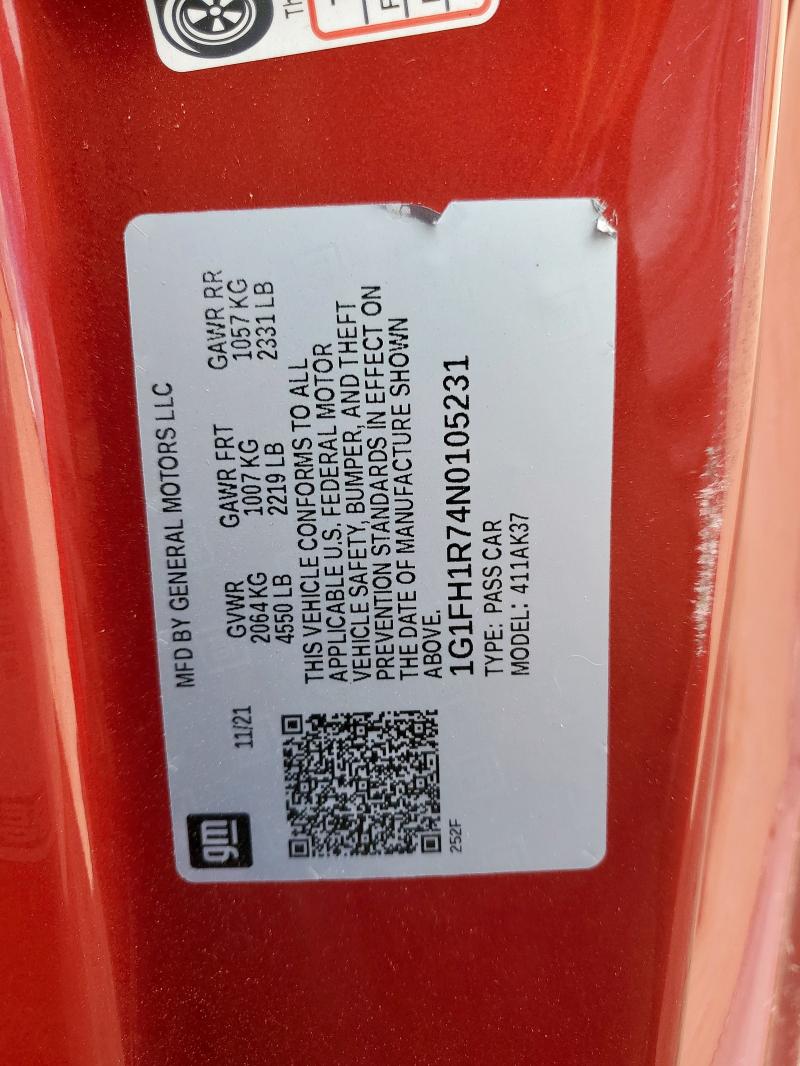 Th
gm
MFD BY GENERAL MOTORS LLC
11/21
GVWR GAWR FRT GAWR RR
2064 KG 1007 KG 1057 KG
4550 LB 2219 LB 2331 LB
THIS VEHICLE CONFORMS TO ALL
APPLICABLE U.S. FEDERAL MOTOR
VEHICLE SAFETY, BUMPER, AND THEFT
PREVENTION STANDARDS IN EFFECT ON
THE DATE OF MANUFACTURE SHOWN
ABOVE.
1G1FH1R74N0105231
TYPE: PASS CAR
MODEL: 411AK37
252F